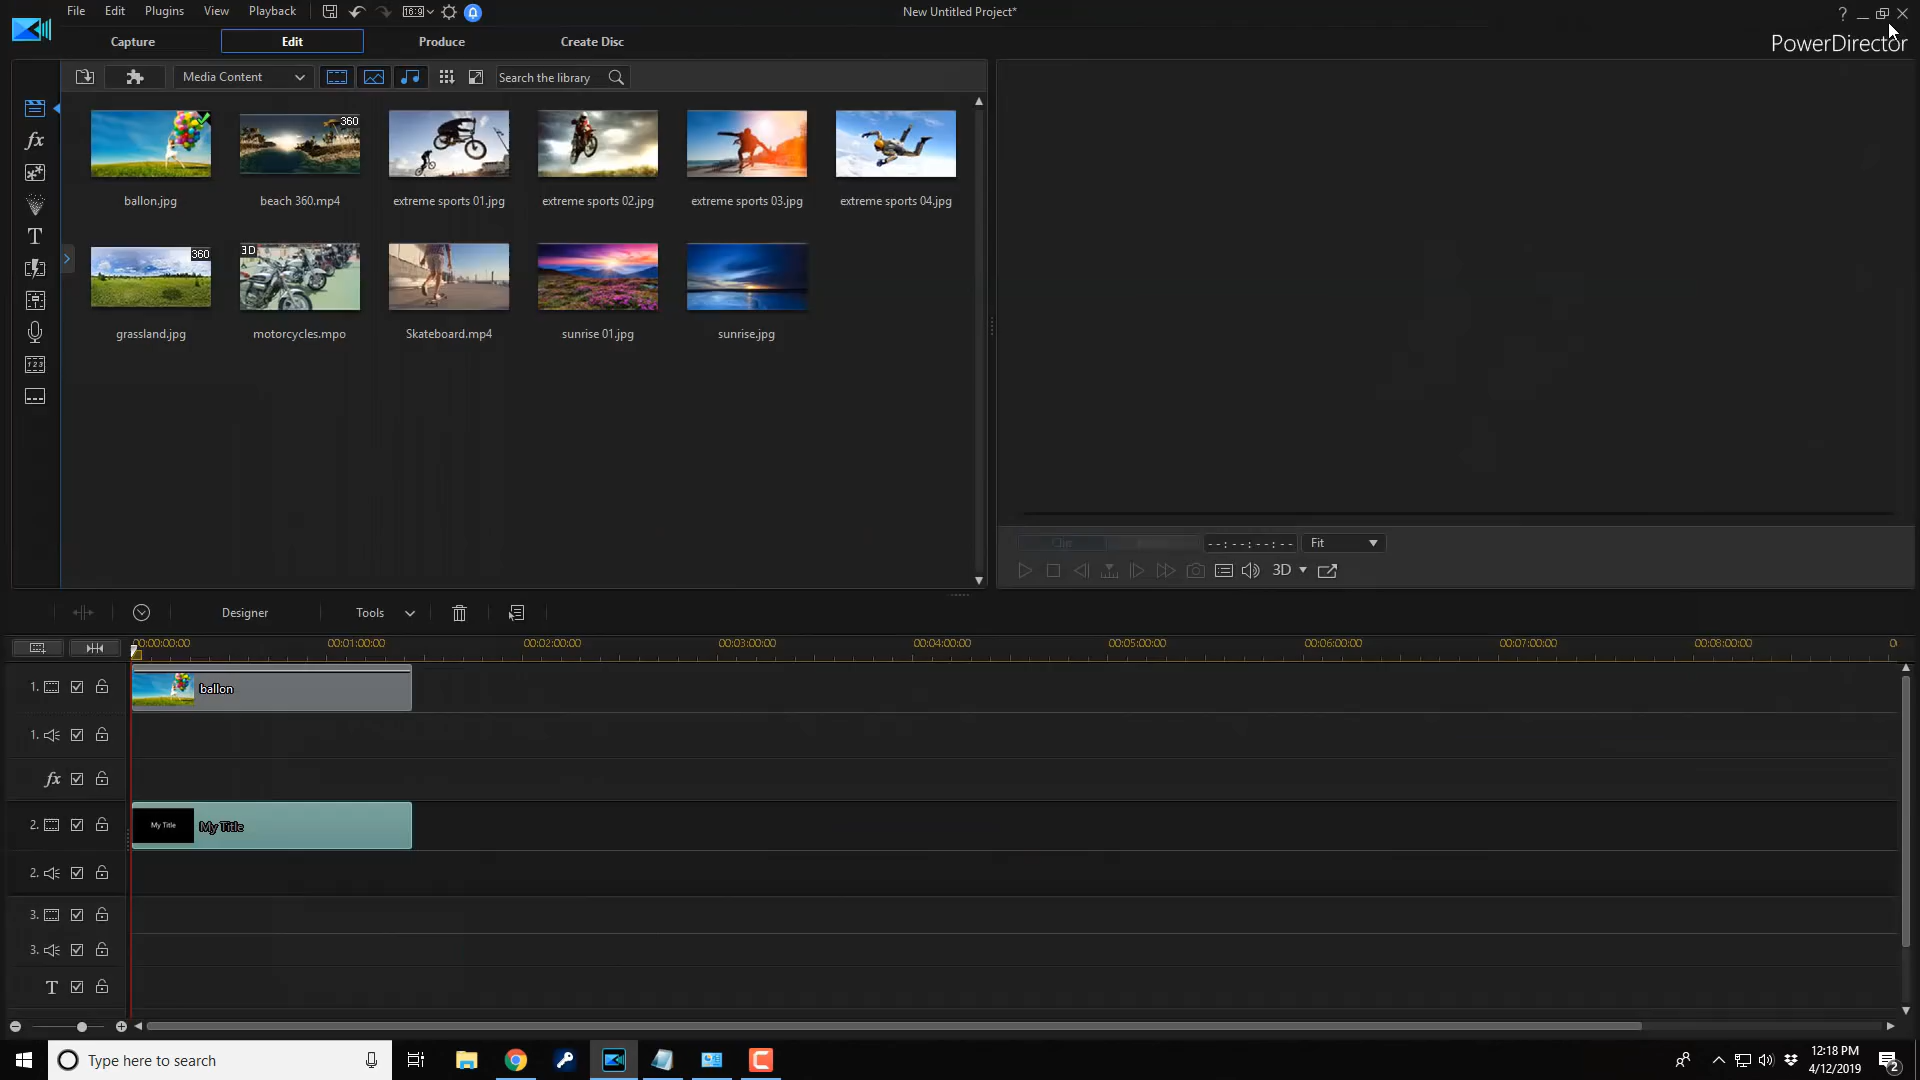 File Edit Plugins View Playback 16:9 New Untitled Project* ?
Capture Edit Produce Create Disc PowerDirector
Media Content Search the library
360
ballon.jpg beach 360.mp4 extreme sports 01.jpg extreme sports 02.jpg extreme sports 03.jpg extreme sports 04.jpg
fx
T
360 3D
grassland.jpg motorcycles.mpo Skateboard.mp4 sunrise 01.jpg sunrise.jpg
123
Clip --:--:--:-- Fit
3D
Designer Tools
00:00:00:00 00:01:00:00 00:02:00:00 00:03:00:00 00:04:00:00 00:05:00:00 00:06:00:00 00:07:00:00 00:08:00:00
1. ballon
1.
fx
2. My Title My Title
2.
3.
3.
T
Type here to search 12:18 PM
4/12/2019 2